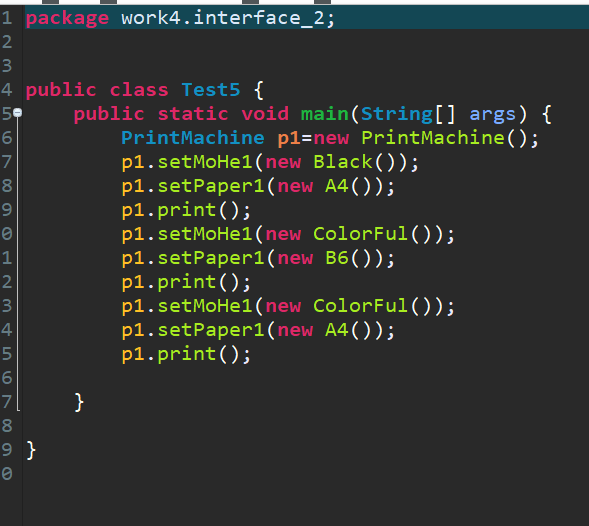 1 package work4.interface_2;
2
3
4 public class Test5 {
5     public static void main(String[] args) {
6         PrintMachine p1=new PrintMachine();
7         p1.setMoHe1(new Black());
8         p1.setPaper1(new A4());
9         p1.print();
0         p1.setMoHe1(new ColorFul());
1         p1.setPaper1(new B6());
2         p1.print();
3         p1.setMoHe1(new ColorFul());
4         p1.setPaper1(new A4());
5         p1.print();
6
7     }
8
9 }
0